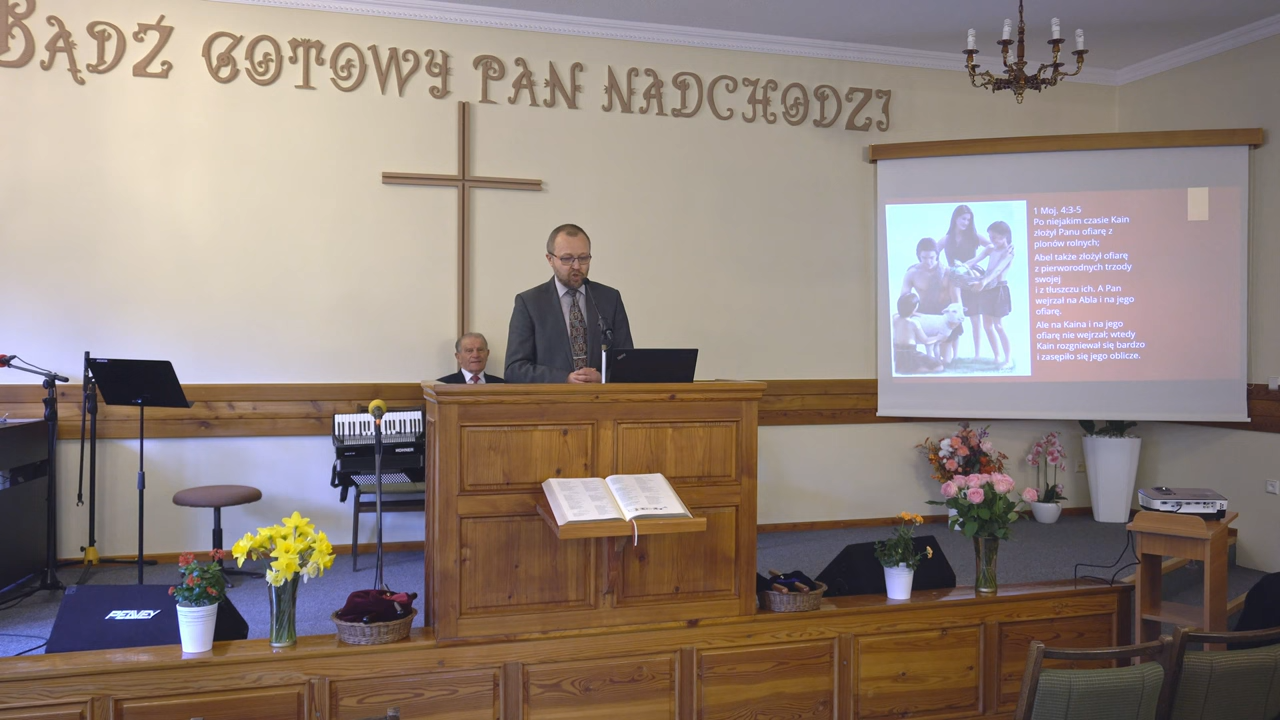 BĄDŹ GOTOWY PAN NADCHODZI
1 Moj. 4:3-5
Po niejakim czasie Kain
złożył Panu ofiarę z
plonów rolnych;
Abel także złożył ofiarę
z pierworodnych trzody
swojej
i z tłuszczu ich. A Pan
wejrzał na Abla i na jego
ofiarę.
Ale na Kaina i na jego
ofiarę nie wejrzał; wtedy
Kain rozgniewał się bardzo
i zasępiło się jego oblicze.
HOHNER
PEAVEY